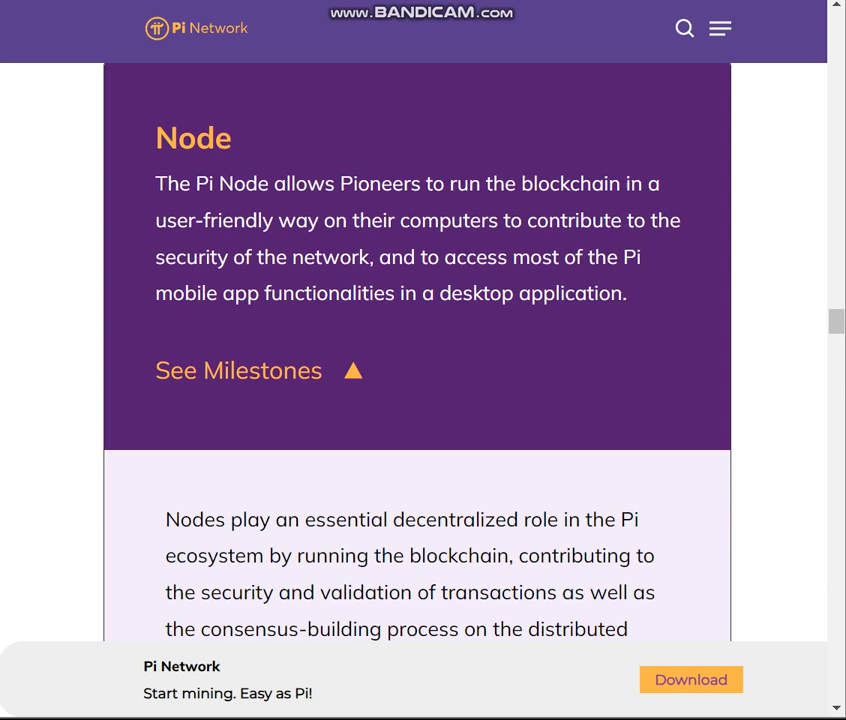 www.BANDICAM.com
Pi Network
Node
The Pi Node allows Pioneers to run the blockchain in a
user-friendly way on their computers to contribute to the
security of the network, and to access most of the Pi
mobile app functionalities in a desktop application.
See Milestones
Nodes play an essential decentralized role in the Pi
ecosystem by running the blockchain, contributing to
the security and validation of transactions as well as
the consensus-building process on the distributed
Pi Network
Start mining. Easy as Pi!
Download